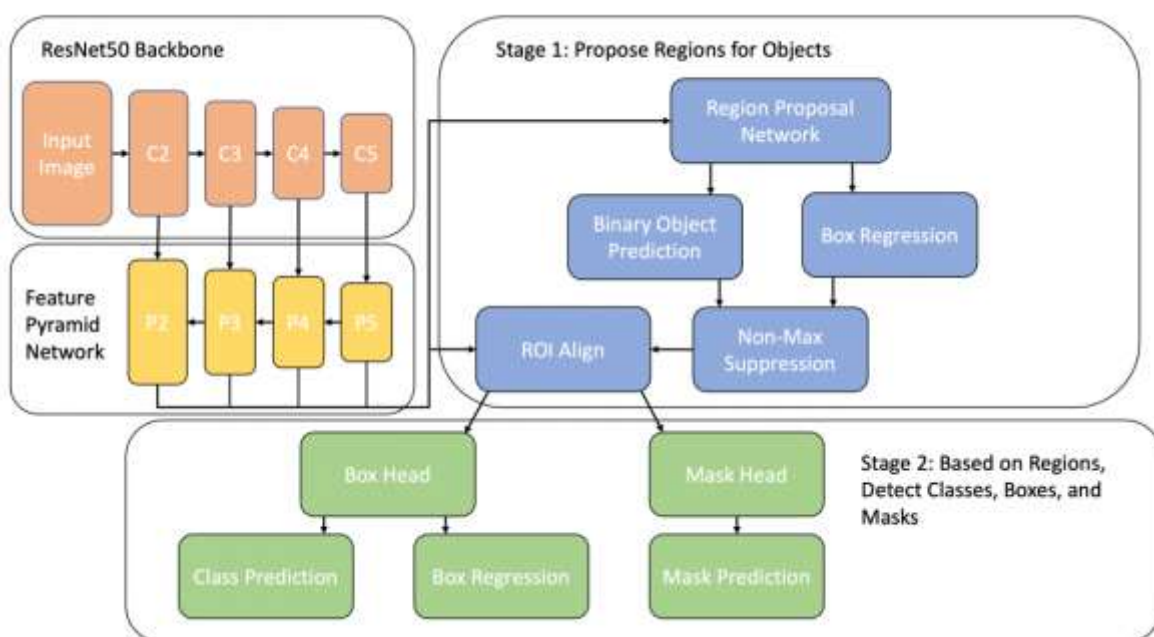 ResNet50 Backbone
Input
Image
C2
C3
C4
C5
Feature
Pyramid
Network
P2
P3
P4
P5
Stage 1: Propose Regions for Objects
Region Proposal
Network
Binary Object
Prediction
Box Regression
ROI Align
Non-Max
Suppression
Stage 2: Based on Regions,
Detect Classes, Boxes, and
Masks
Box Head
Mask Head
Class Prediction
Box Regression
Mask Prediction